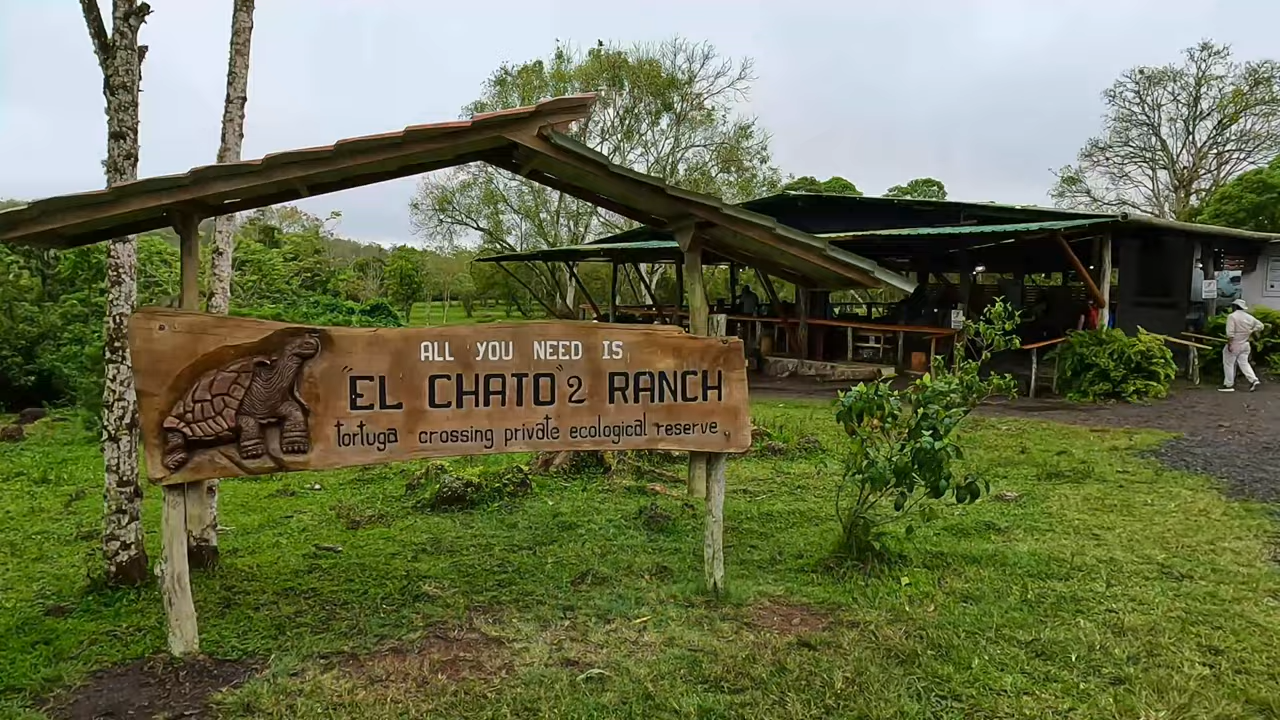 ALL YOU NEED IS
"EL CHATO" 2 RANCH
tortuga crossing private ecological reserve